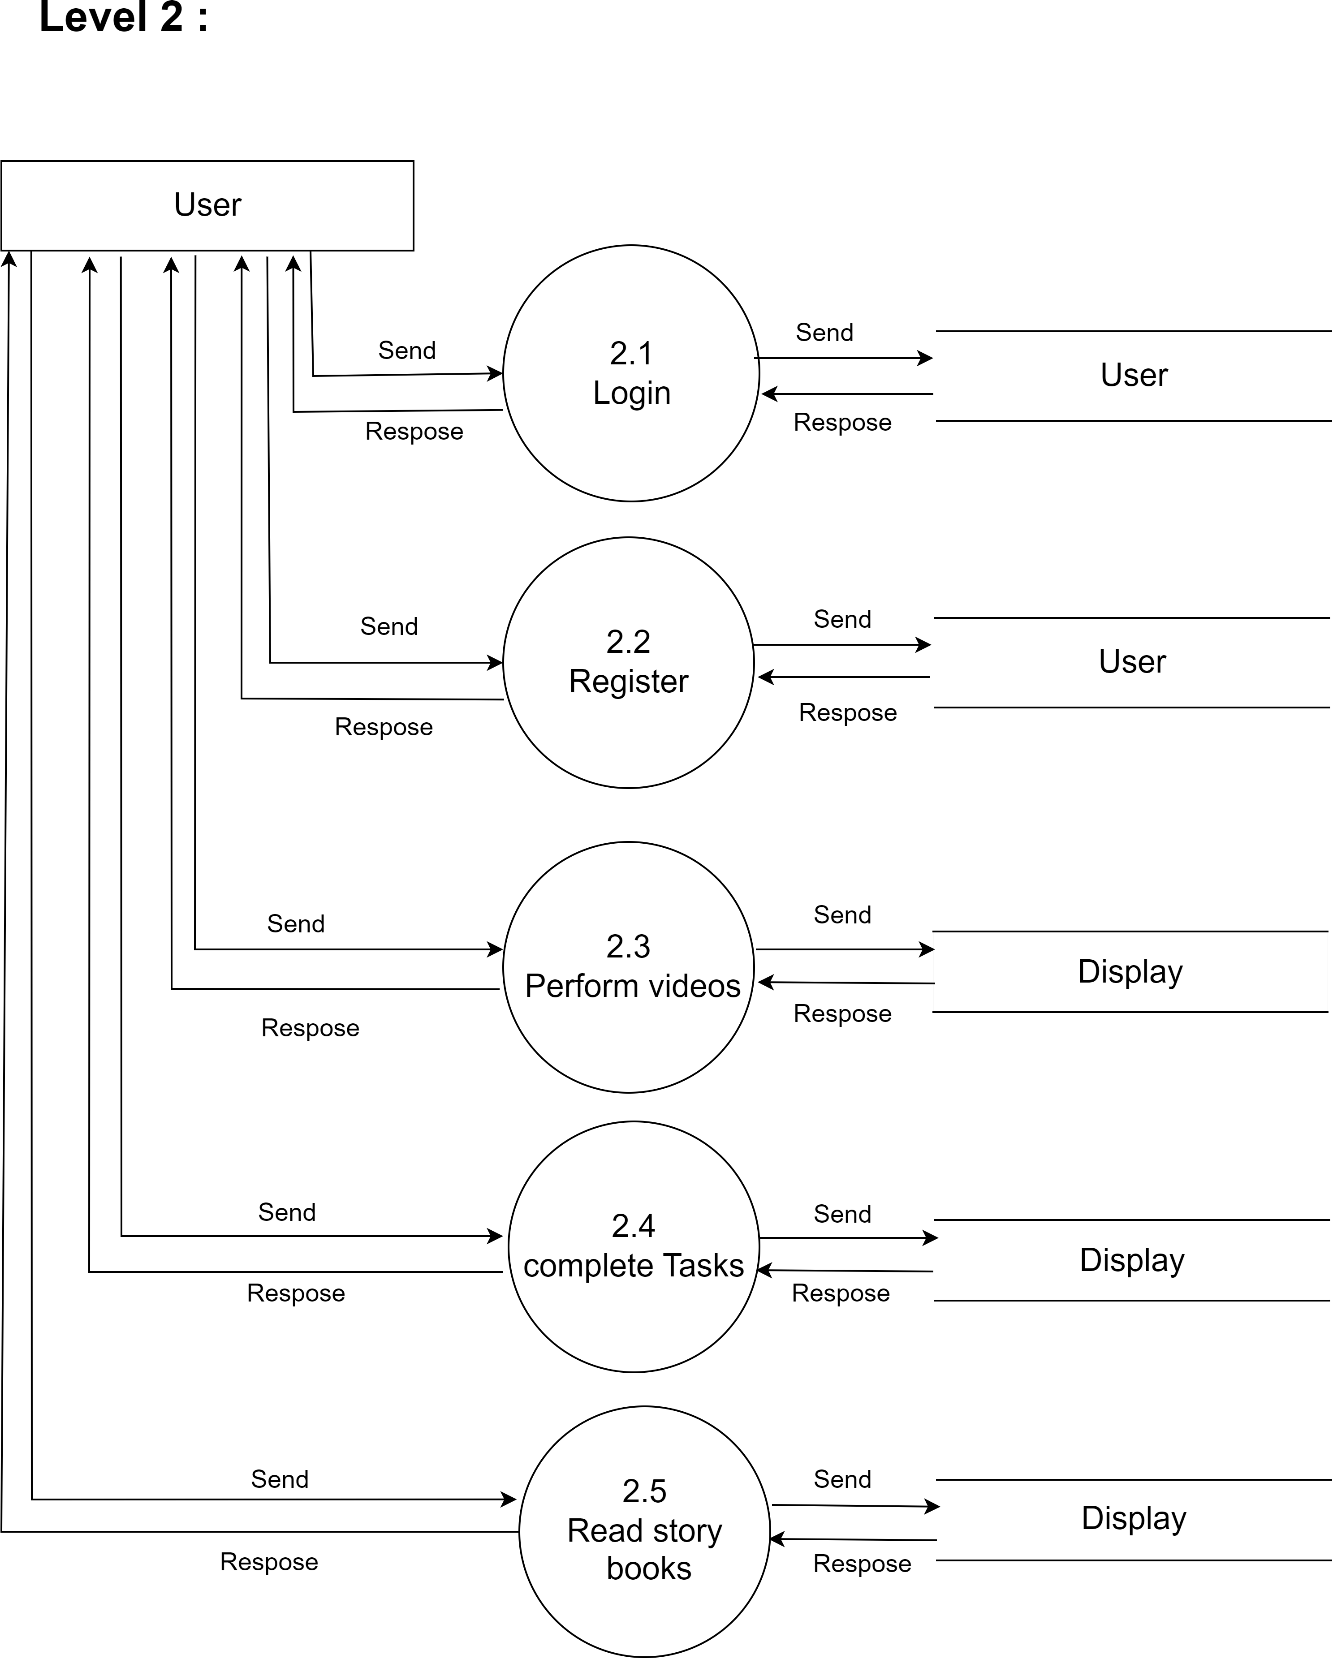 Level 2 :
User
Send
Respose
2.1
Login
Send
Respose
User
Send
Respose
2.2
Register
Send
Respose
User
Send
Respose
2.3
Perform videos
Send
Respose
Display
Send
Respose
2.4
complete Tasks
Send
Respose
Display
Send
Respose
2.5
Read story
books
Send
Respose
Display